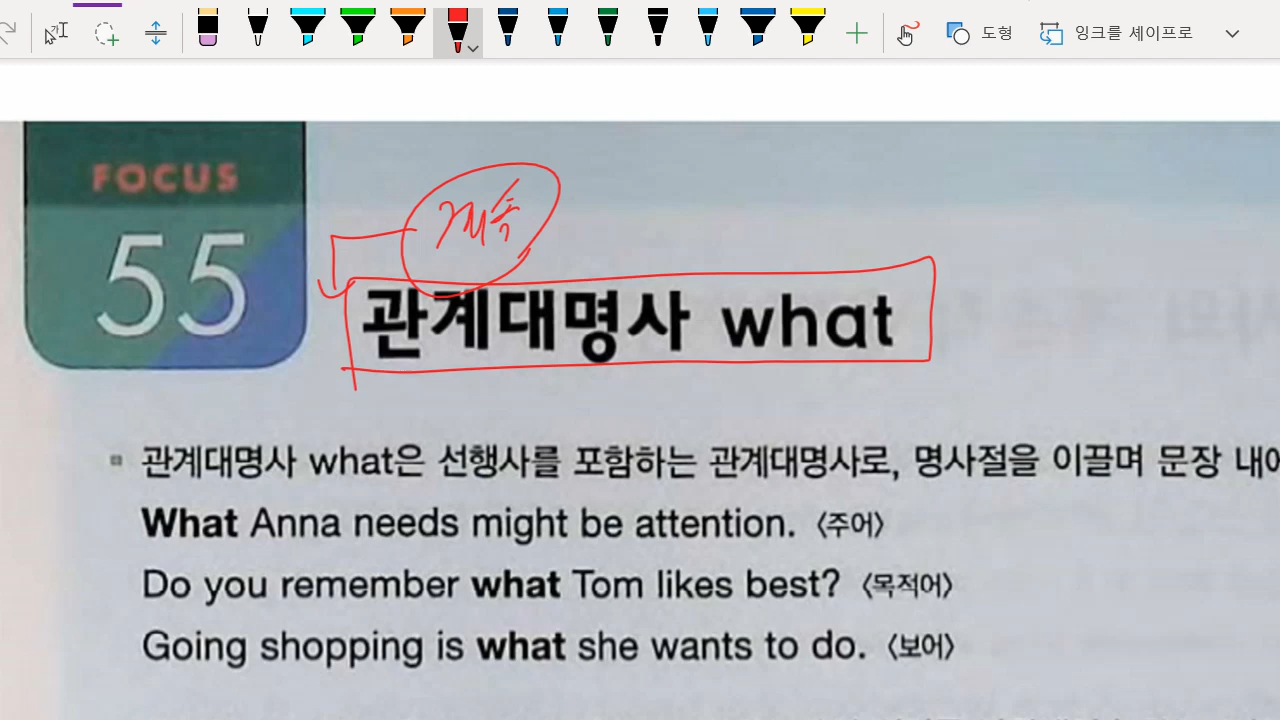 도형
잉크를 셰이프로
FOCUS
55
계속
관계대명사 what
관계대명사 what은 선행사를 포함하는 관계대명사로, 명사절을 이끌며 문장 내에
What Anna needs might be attention. 〈주어〉
Do you remember what Tom likes best? 〈목적어〉
Going shopping is what she wants to do. 〈보어〉